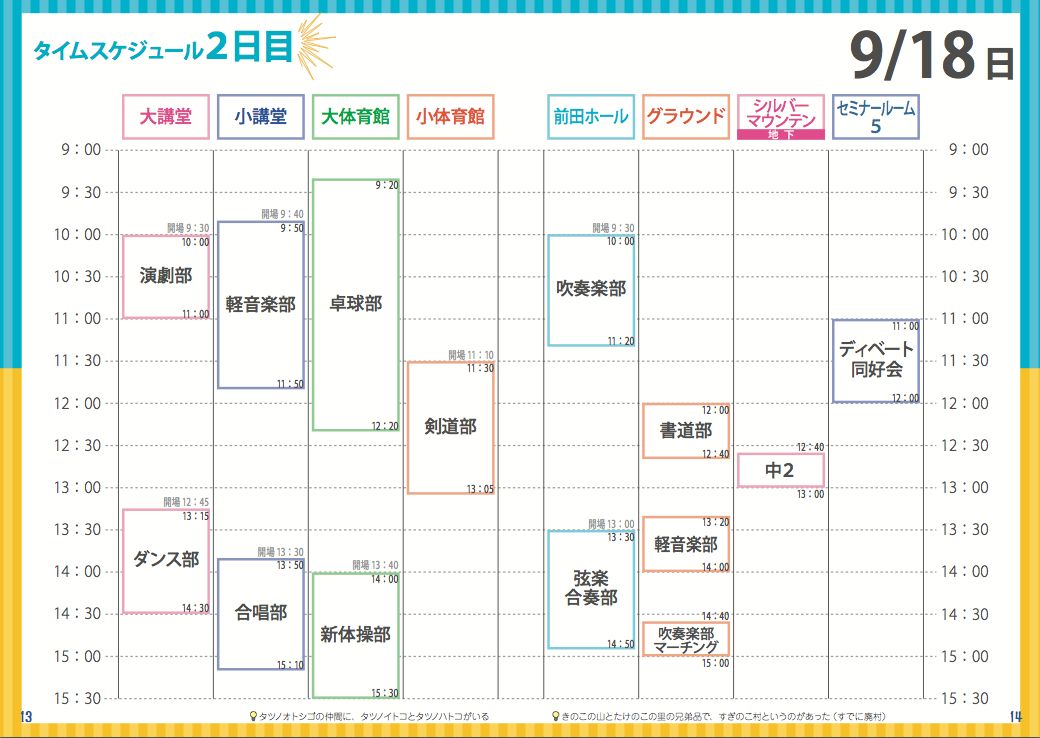 タイムスケジュール2日目
9/18 日
大講堂
小講堂
大体育館
小体育館
前田ホール
グラウンド
シルバー
マウンテン
地下
セミナールーム
5
9：00
9：30
10：00
10：30
11：00
11：30
12：00
12：30
13：00
13：30
14：00
14：30
15：00
15：30
開場 9：30
10：00
演劇部
11：00
開場 12：45
13：15
ダンス部
14：30
開場 9：40
9：50
軽音楽部
11：50
開場 13：30
13：50
合唱部
15：10
9：20
卓球部
12：20
開場 13：40
14：00
新体操部
15：30
開場 11：10
11：30
剣道部
13：05
開場 9：30
10：00
吹奏楽部
11：20
開場 13：00
13：30
弦楽
合奏部
14：50
12：00
書道部
12：40
13：20
軽音楽部
14：00
14：40
吹奏楽部
マーチング
15：00
12：40
中2
13：00
11：00
ディベート
同好会
12：00
9：00
9：30
10：00
10：30
11：00
11：30
12：00
12：30
13：00
13：30
14：00
14：30
15：00
15：30
13
タツノオトシゴの仲間に、タツノイトコとタツノハトコがいる
きのこの山とたけのこの里の兄弟品で、すぎのこ村というのがあった（すでに廃村）
14